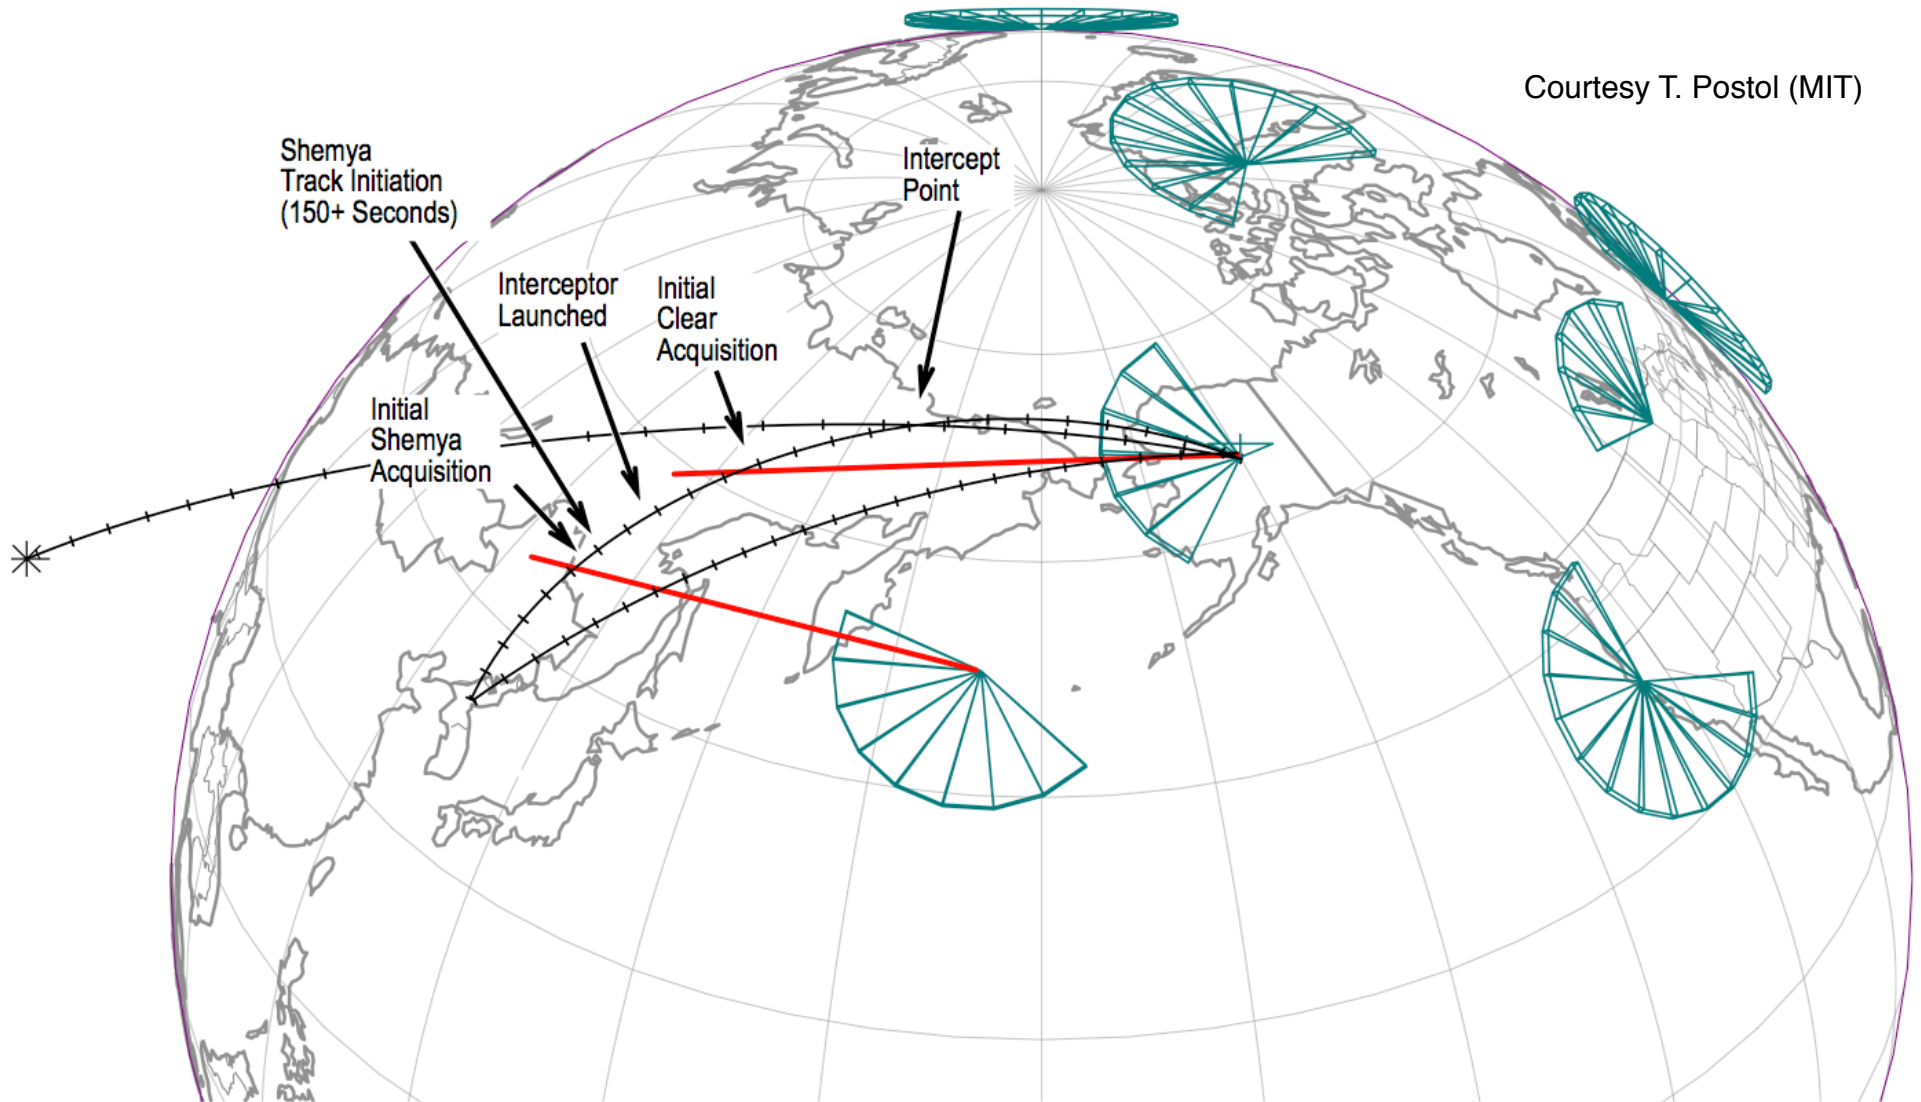 Courtesy T. Postol (MIT)
Shemya
Track Initiation
(150+ Seconds)
Intercept
Point
Interceptor
Launched
Initial
Clear
Acquisition
Initial
Shemya
Acquisition